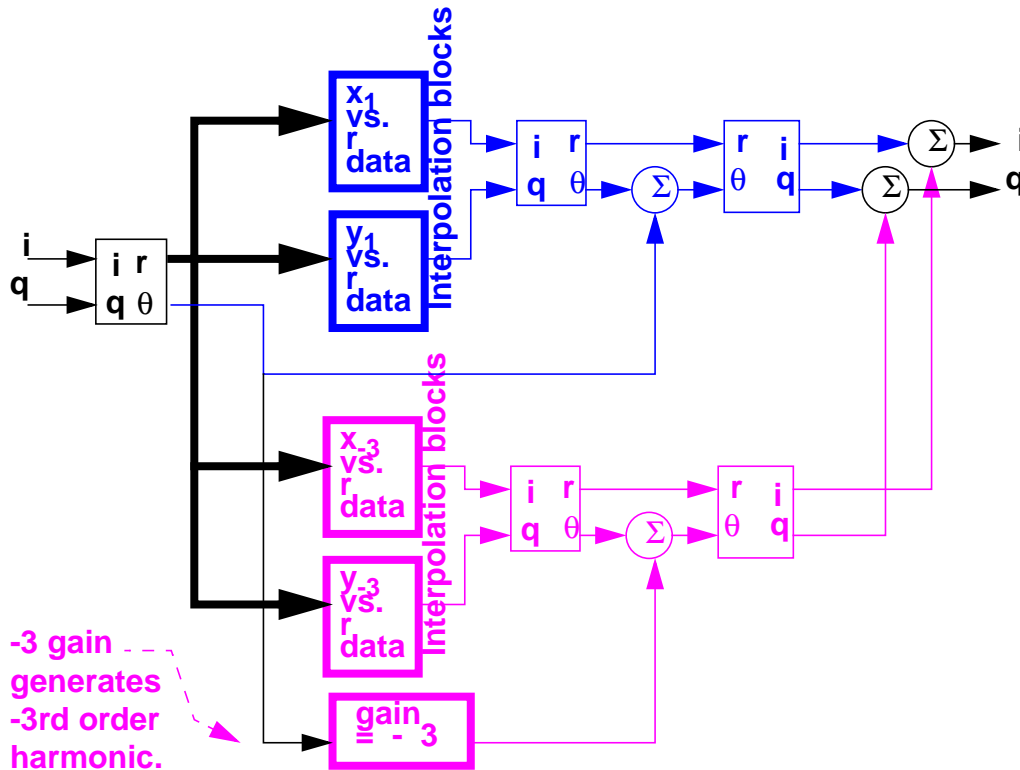 x1
vs.
r
data
Interpolation blocks
i r
q θ
Σ
r i
θ q
Σ
Σ
i
q
y1
vs.
r
data
i
q
i r
q θ
x-3
vs.
r
data
Interpolation blocks
i r
q θ
Σ
r i
θ q
y-3
vs.
r
data
-3 gain
generates
-3rd order
harmonic.
gain
= - 3